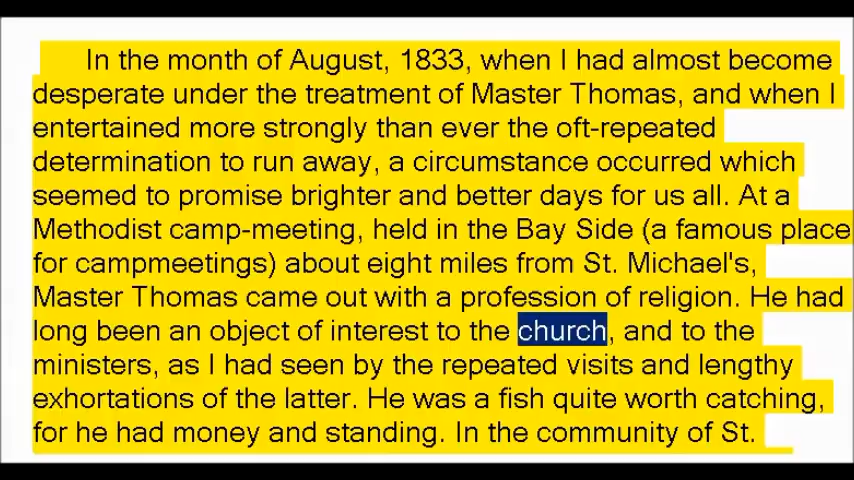 In the month of August, 1833, when I had almost become
desperate under the treatment of Master Thomas, and when I
entertained more strongly than ever the oft-repeated
determination to run away, a circumstance occurred which
seemed to promise brighter and better days for us all. At a
Methodist camp-meeting, held in the Bay Side (a famous place
for campmeetings) about eight miles from St. Michael's,
Master Thomas came out with a profession of religion. He had
long been an object of interest to the church, and to the
ministers, as I had seen by the repeated visits and lengthy
exhortations of the latter. He was a fish quite worth catching,
for he had money and standing. In the community of St.